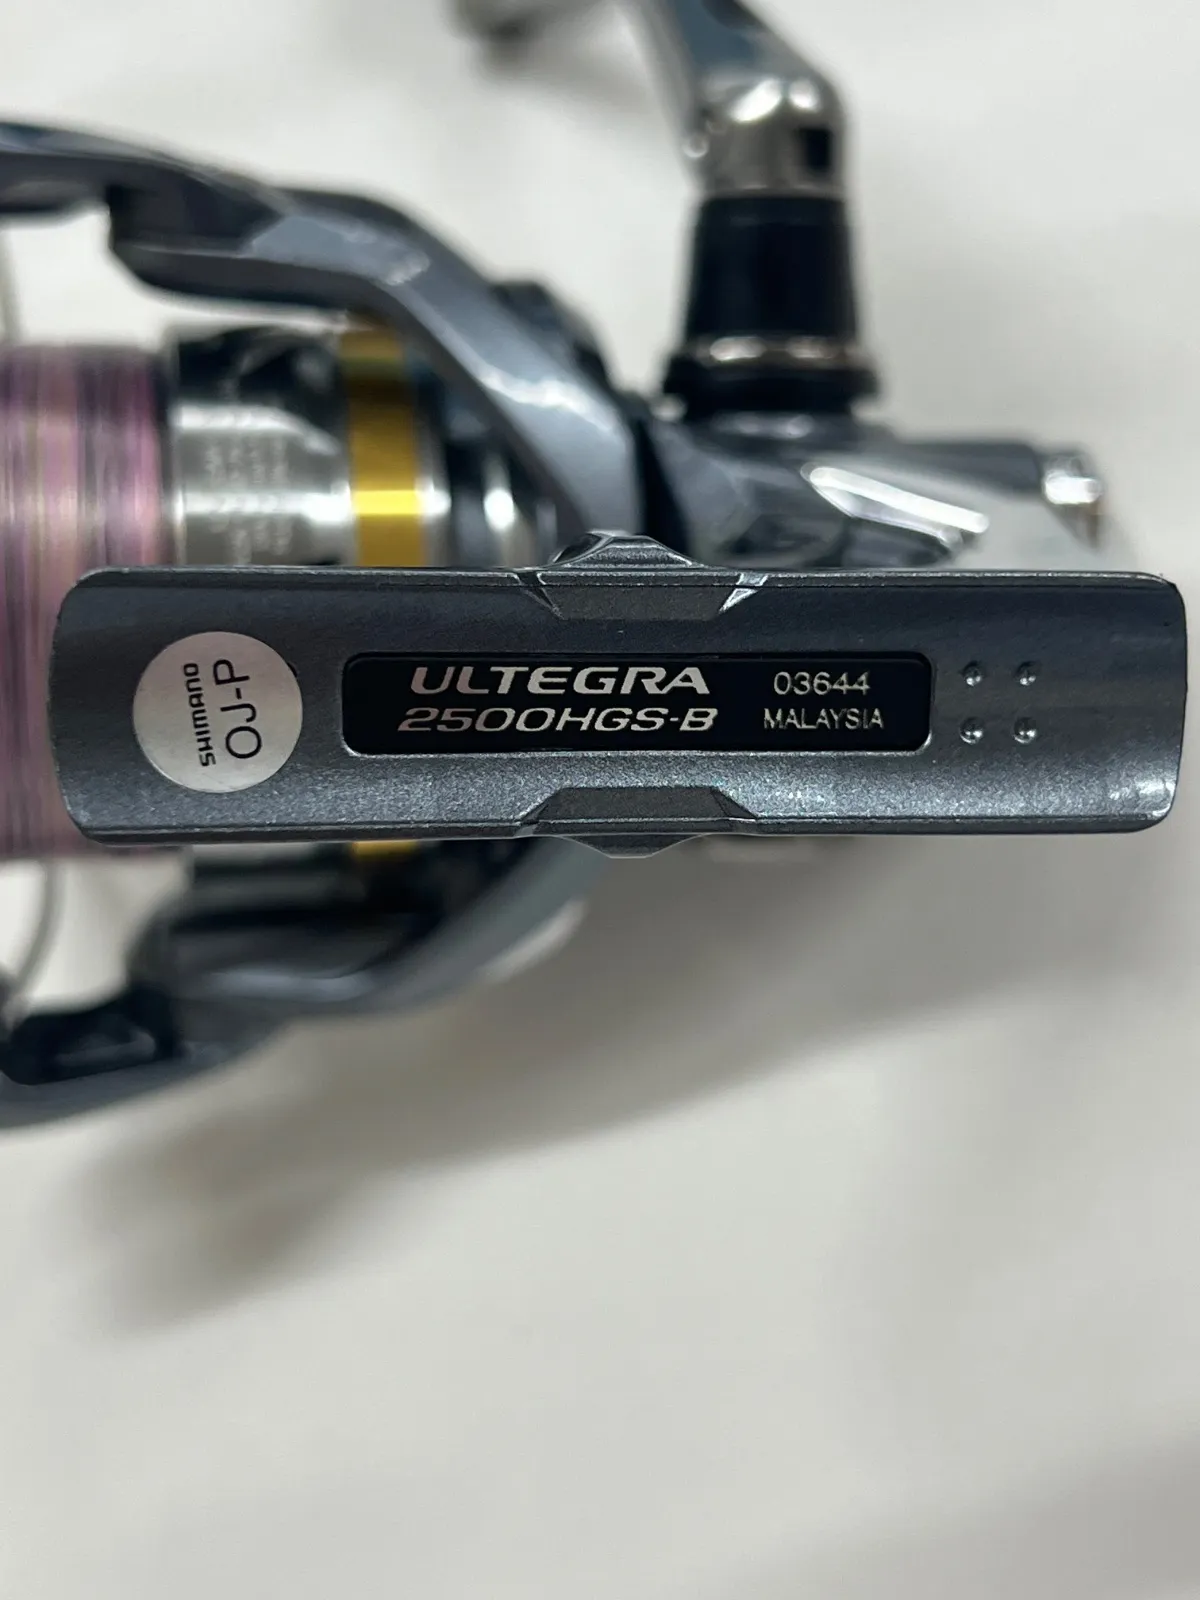 SHIMANO
OJ-P
ULTEGRA
2500HGS-B
03644
MALAYSIA